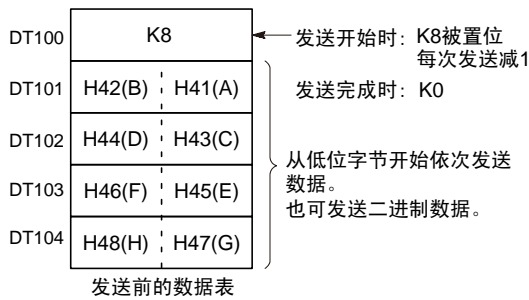 DT100 K8 发送开始时：K8被置位
每次发送减1
DT101 H42(B) H41(A) 发送完成时：K0
DT102 H44(D) H43(C)
从低位字节开始依次发送
数据。
DT103 H46(F) H45(E)
也可发送二进制数据。
DT104 H48(H) H47(G)
发送前的数据表